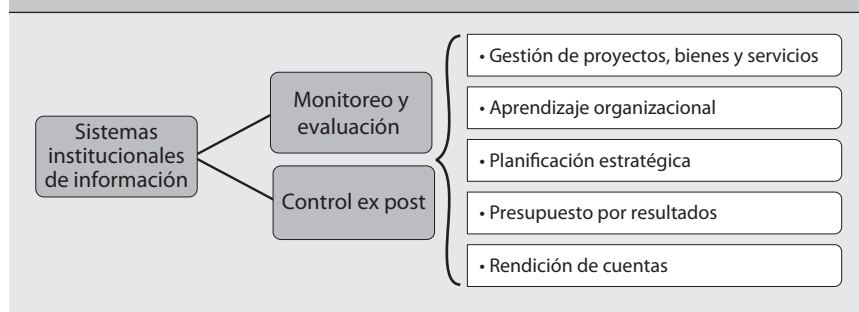 Sistemas
institucionales
de información
Monitoreo y
evaluación
Control ex post
• Gestión de proyectos, bienes y servicios
• Aprendizaje organizacional
• Planificación estratégica
• Presupuesto por resultados
• Rendición de cuentas